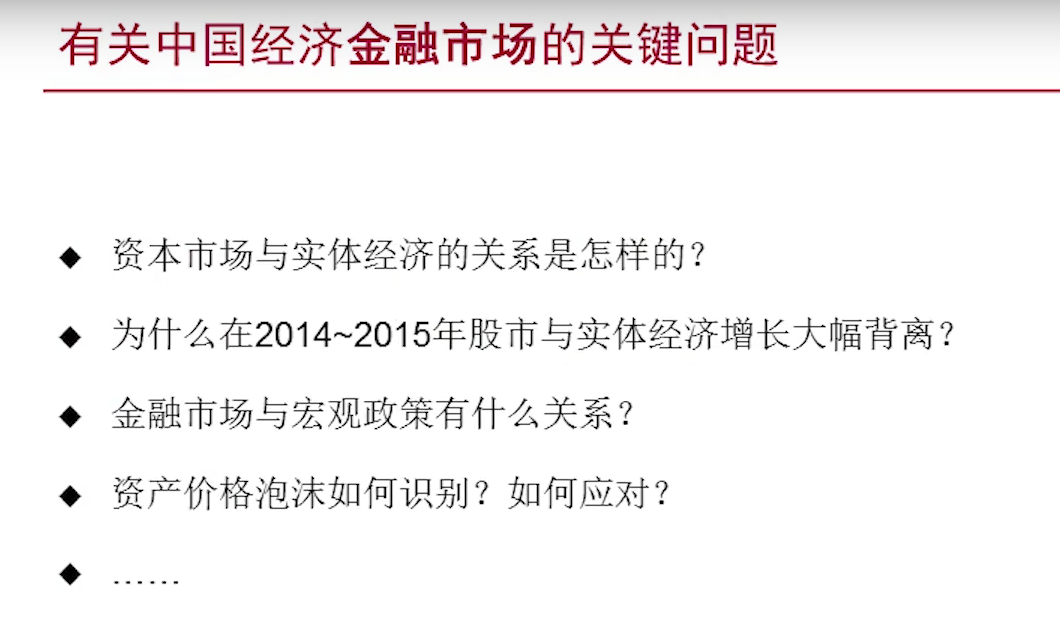 有关中国经济金融市场的关键问题
◆ 资本市场与实体经济的关系是怎样的？
◆ 为什么在2014~2015年股市与实体经济增长大幅背离？
◆ 金融市场与宏观政策有什么关系？
◆ 资产价格泡沫如何识别？如何应对？
◆ ……